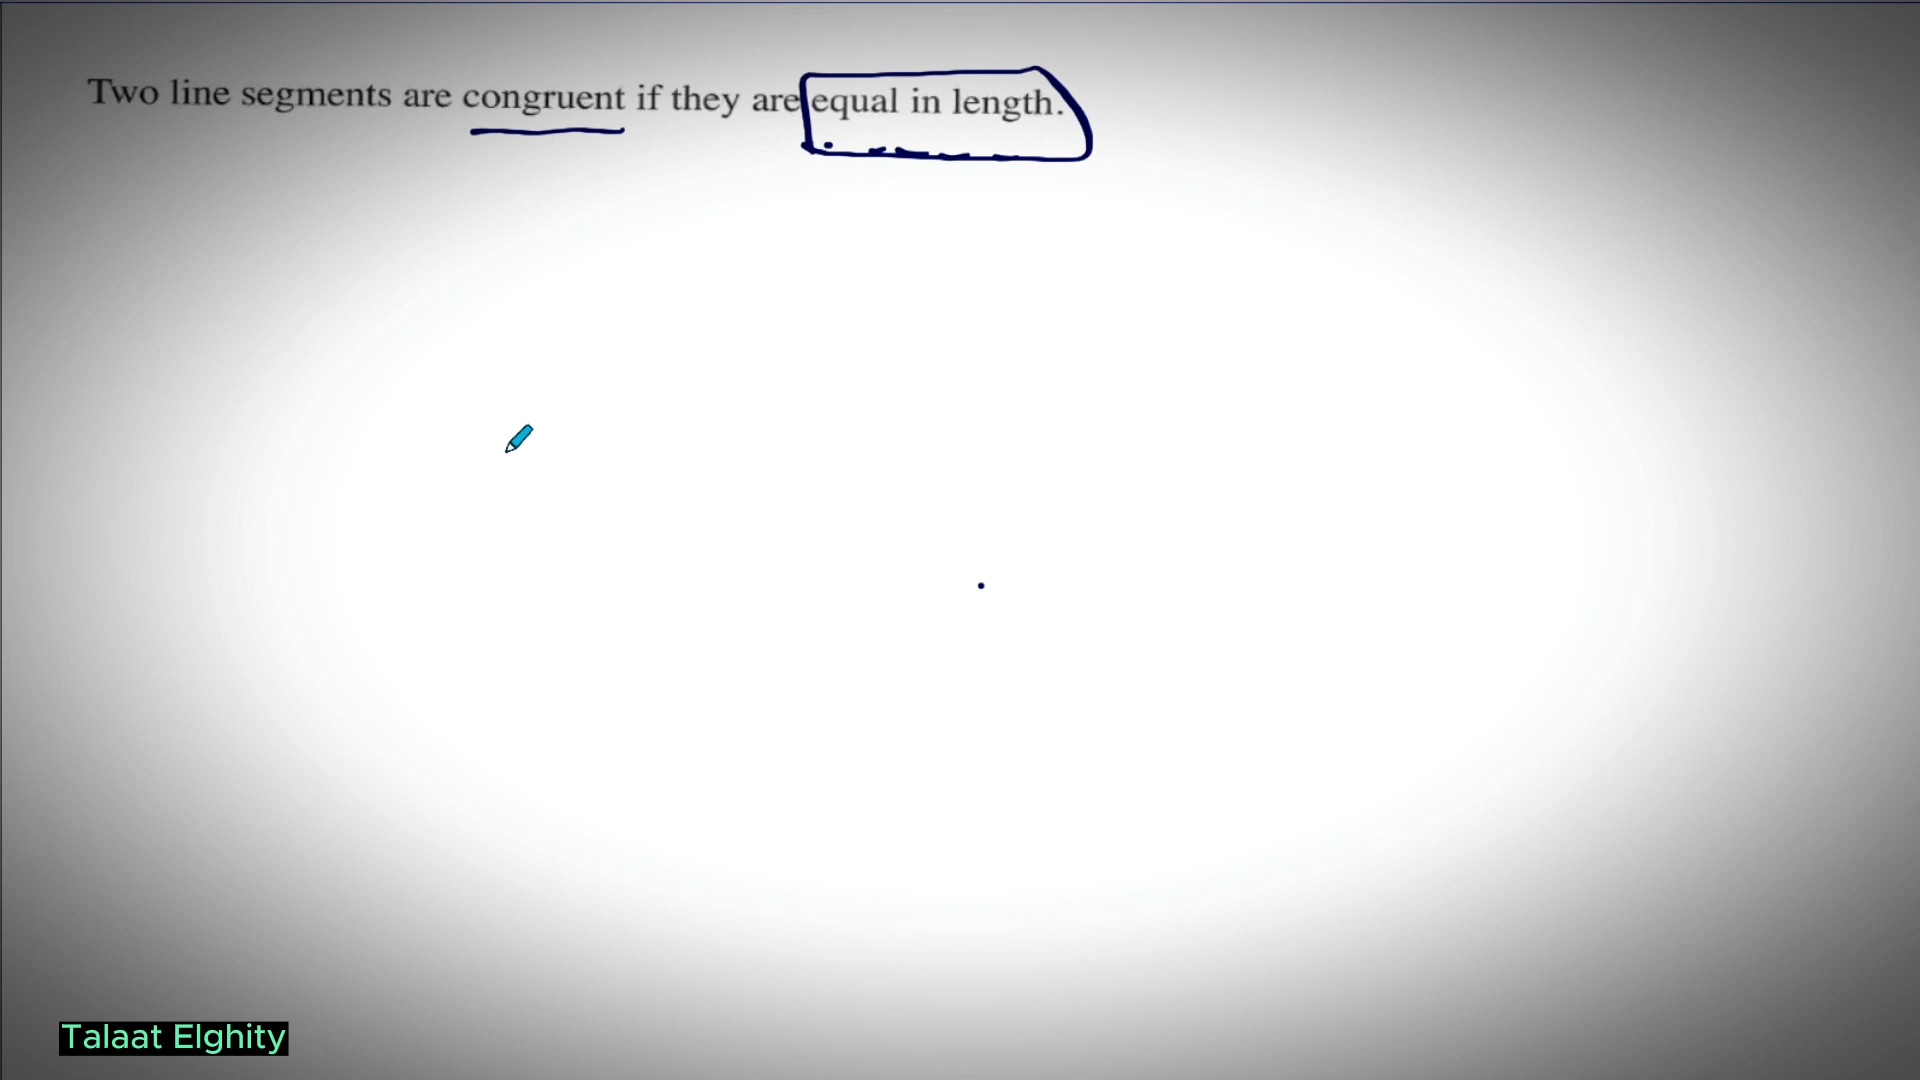 Two line segments are congruent if they are equal in length.
Talaat Elghity